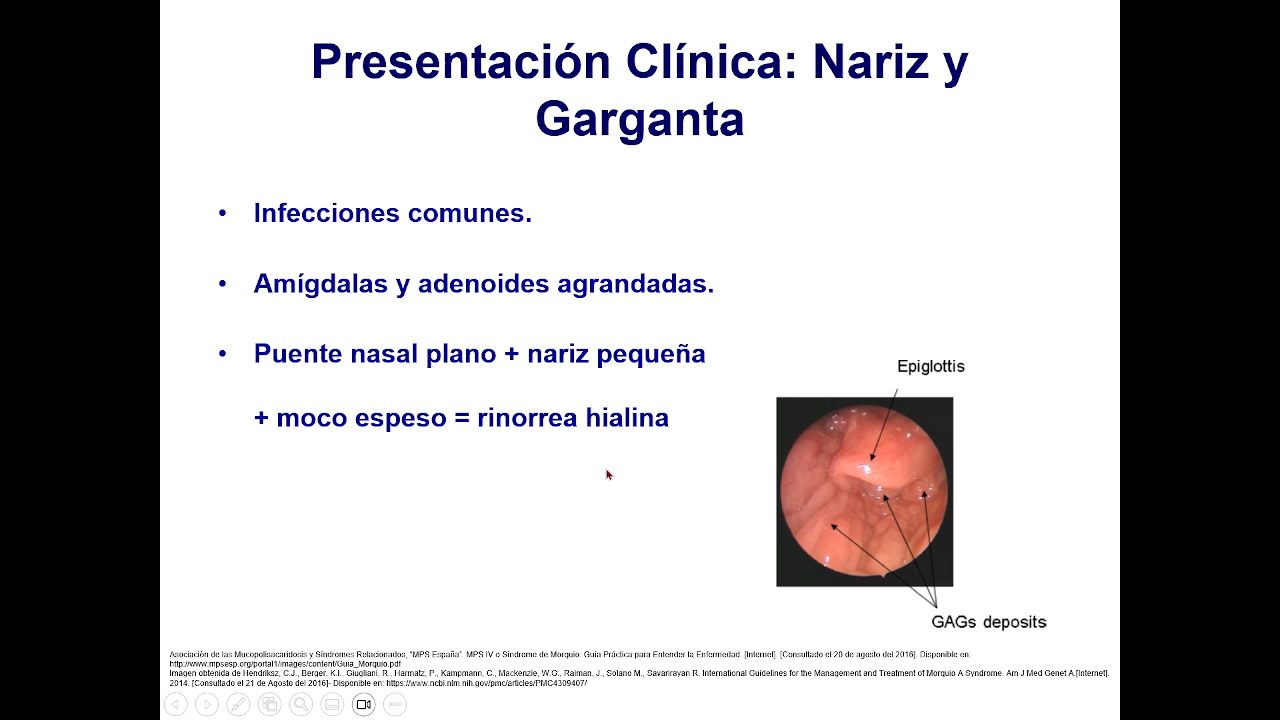 Presentación Clínica: Nariz y
Garganta
• Infecciones comunes.
• Amígdalas y adenoides agrandadas.
• Puente nasal plano + nariz pequeña
+ moco espeso = rinorrea hialina
Epiglottis
GAGs deposits
Asociación de las Mucopolisacaridosis y Síndromes Relacionados, "MPS España". MPS IV o Síndrome de Morquio: Guía Práctica para Entender la Enfermedad. [Internet]. [Consultado el 20 de agosto del 2016]. Disponible en:
http://www.mpsesp.org/portal1/images/content/Guia_Morquio.pdf
Imagen obtenida de Hendriksz, C.J., Berger, K.I., Giugliani, R., Harmatz, P., Kampmann, C., Mackenzie, W.G., Raiman, J., Solano M., Savarirayan R. International Guidelines for the Management and Treatment of Morquio A Syndrome. Am J Med Genet A.[Internet].
2014. [Consultado el 21 de Agosto del 2016]- Disponible en: https://www.ncbi.nlm.nih.gov/pmc/articles/PMC4309407/